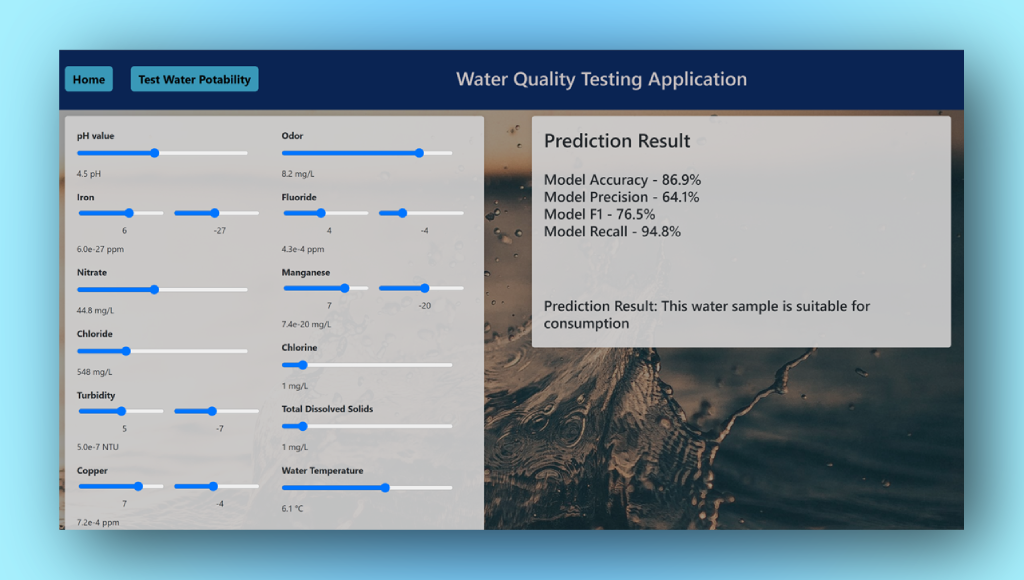 Home
Test Water Potability
Water Quality Testing Application
pH value
4.5 pH
Iron
6
-27
6.0e-27 ppm
Nitrate
44.8 mg/L
Chloride
548 mg/L
Turbidity
5
-7
5.0e-7 NTU
Copper
7
-4
7.2e-4 ppm
Odor
8.2 mg/L
Fluoride
4
-4
4.3e-4 ppm
Manganese
7
-20
7.4e-20 mg/L
Chlorine
1 mg/L
Total Dissolved Solids
1 mg/L
Water Temperature
6.1 °C
Prediction Result
Model Accuracy - 86.9%
Model Precision - 64.1%
Model F1 - 76.5%
Model Recall - 94.8%
Prediction Result: This water sample is suitable for
consumption